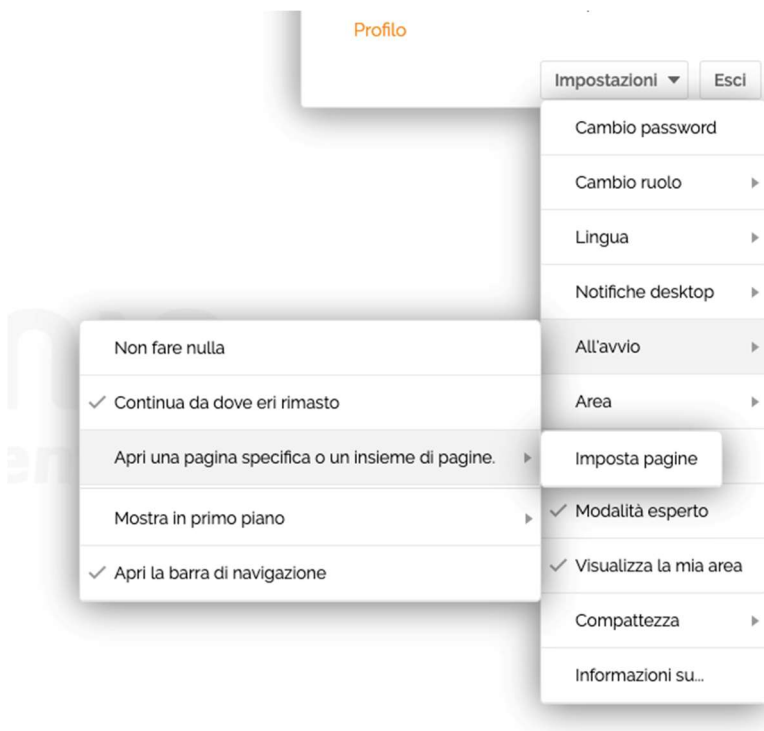 Profilo
Impostazioni
Esci
Cambio password
Cambio ruolo
Lingua
Notifiche desktop
All'avvio
Area
Non fare nulla
Continua da dove eri rimasto
Apri una pagina specifica o un insieme di pagine.
Mostra in primo piano
Apri la barra di navigazione
Imposta pagine
Modalità esperto
Visualizza la mia area
Compattezza
Informazioni su...